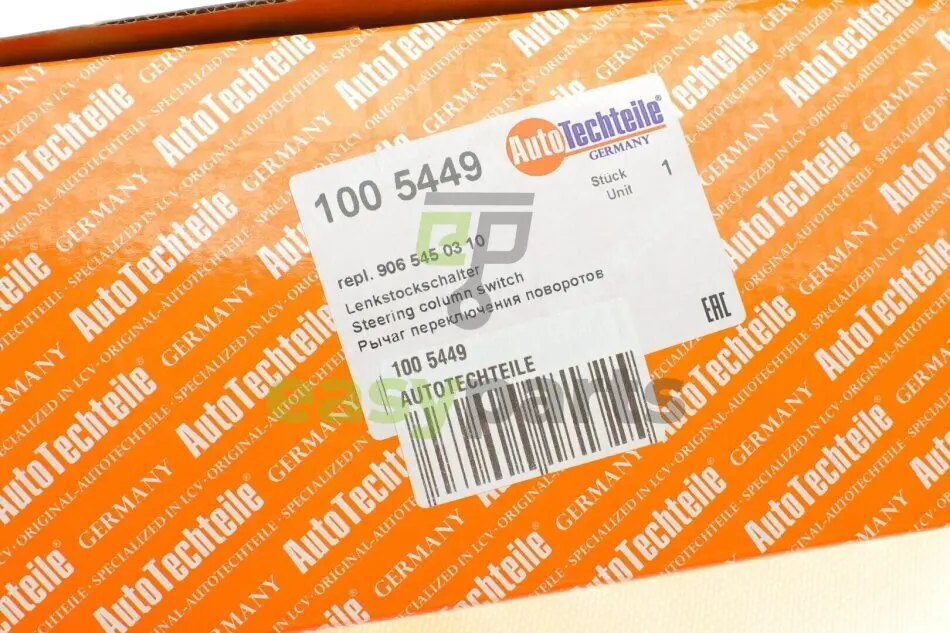 AutoTechteile®
GERMANY
100 5449
Stück
Unit
1
repl. 906 545 03 10
Lenkstockschalter
Steering column switch
Рычаг переключения поворотов
EAC
100 5449
AUTOTECHTEILE
easyparts
AutoTechteile
GERMANY
SPECIALIZED IN LCV · ORIGINAL-AUTOTECHTEILE